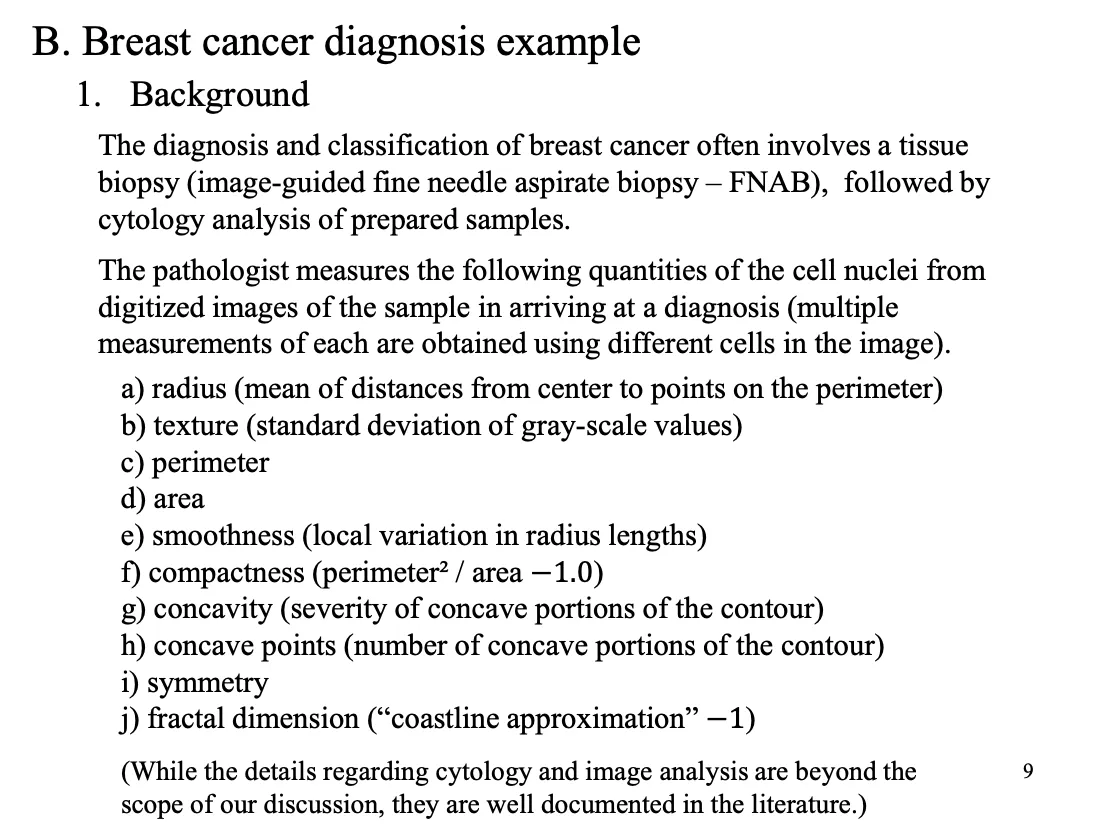 B. Breast cancer diagnosis example
1. Background
The diagnosis and classification of breast cancer often involves a tissue
biopsy (image-guided fine needle aspirate biopsy – FNAB), followed by
cytology analysis of prepared samples.
The pathologist measures the following quantities of the cell nuclei from
digitized images of the sample in arriving at a diagnosis (multiple
measurements of each are obtained using different cells in the image).
a) radius (mean of distances from center to points on the perimeter)
b) texture (standard deviation of gray-scale values)
c) perimeter
d) area
e) smoothness (local variation in radius lengths)
f) compactness (perimeter² / area −1.0)
g) concavity (severity of concave portions of the contour)
h) concave points (number of concave portions of the contour)
i) symmetry
j) fractal dimension (“coastline approximation” −1)
(While the details regarding cytology and image analysis are beyond the
scope of our discussion, they are well documented in the literature.)
9